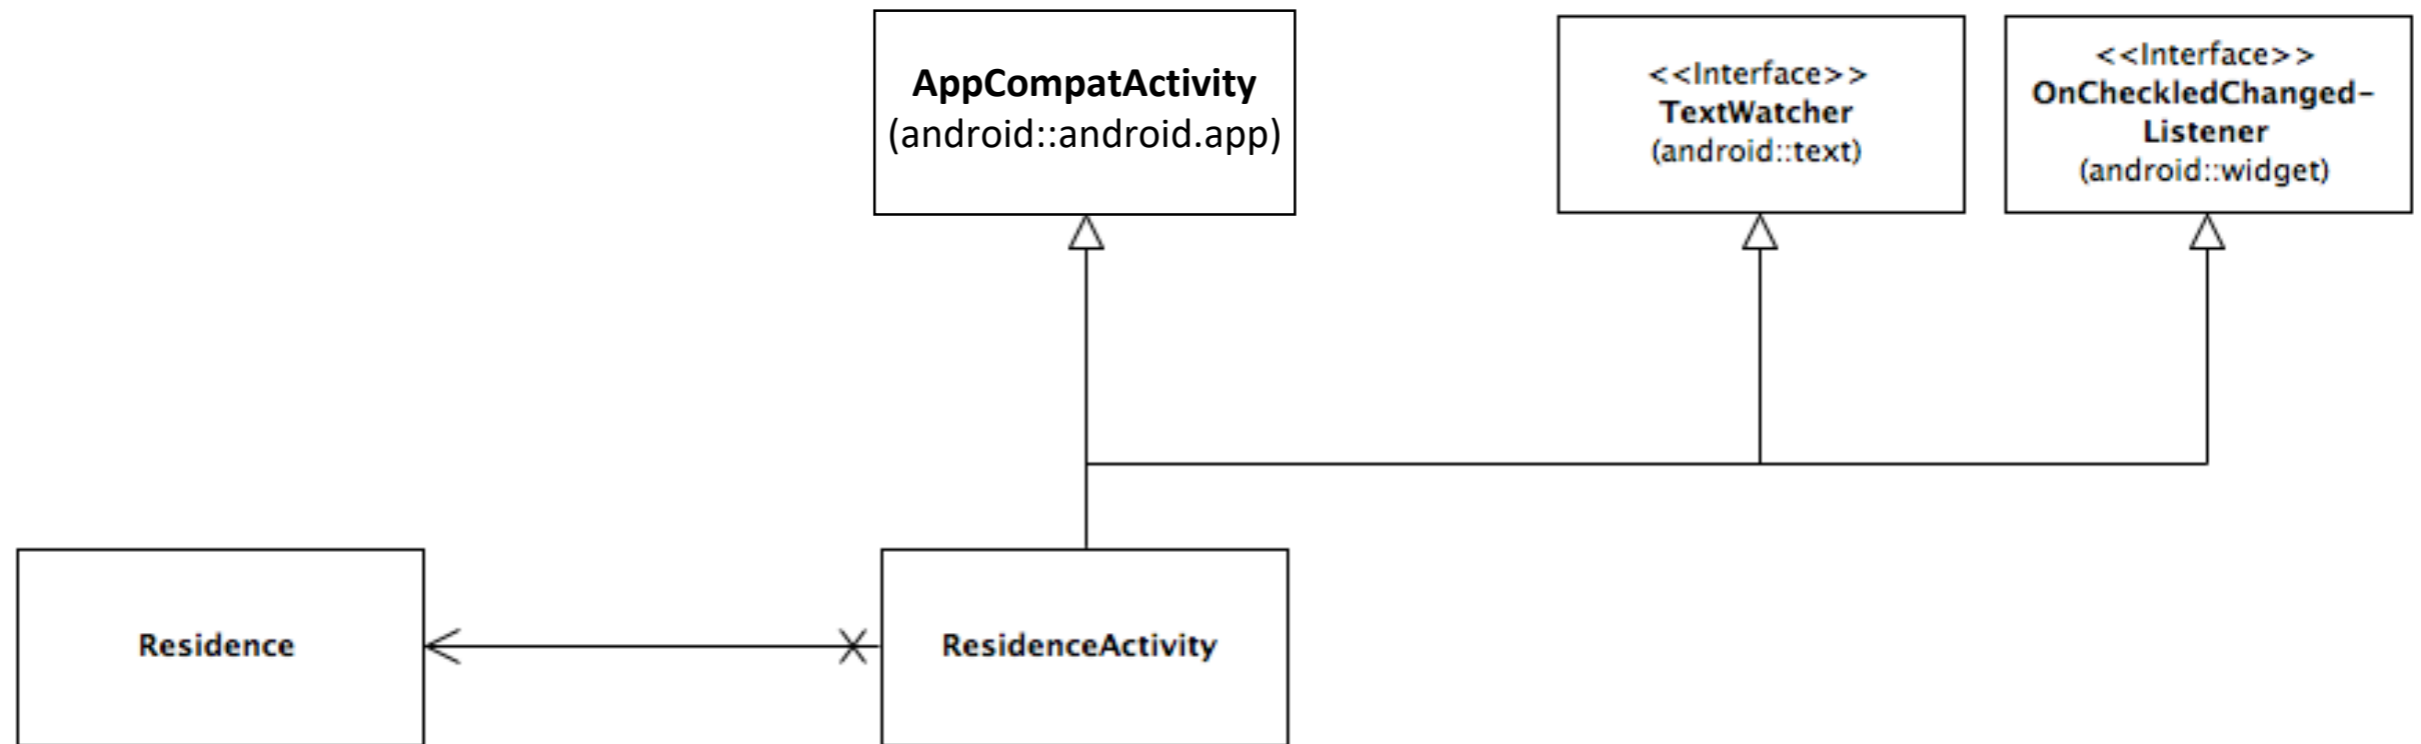 AppCompatActivity
(android::android.app)
<<Interface>>
TextWatcher
(android::text)
<<Interface>>
OnCheckledChanged-
Listener
(android::widget)
Residence
ResidenceActivity